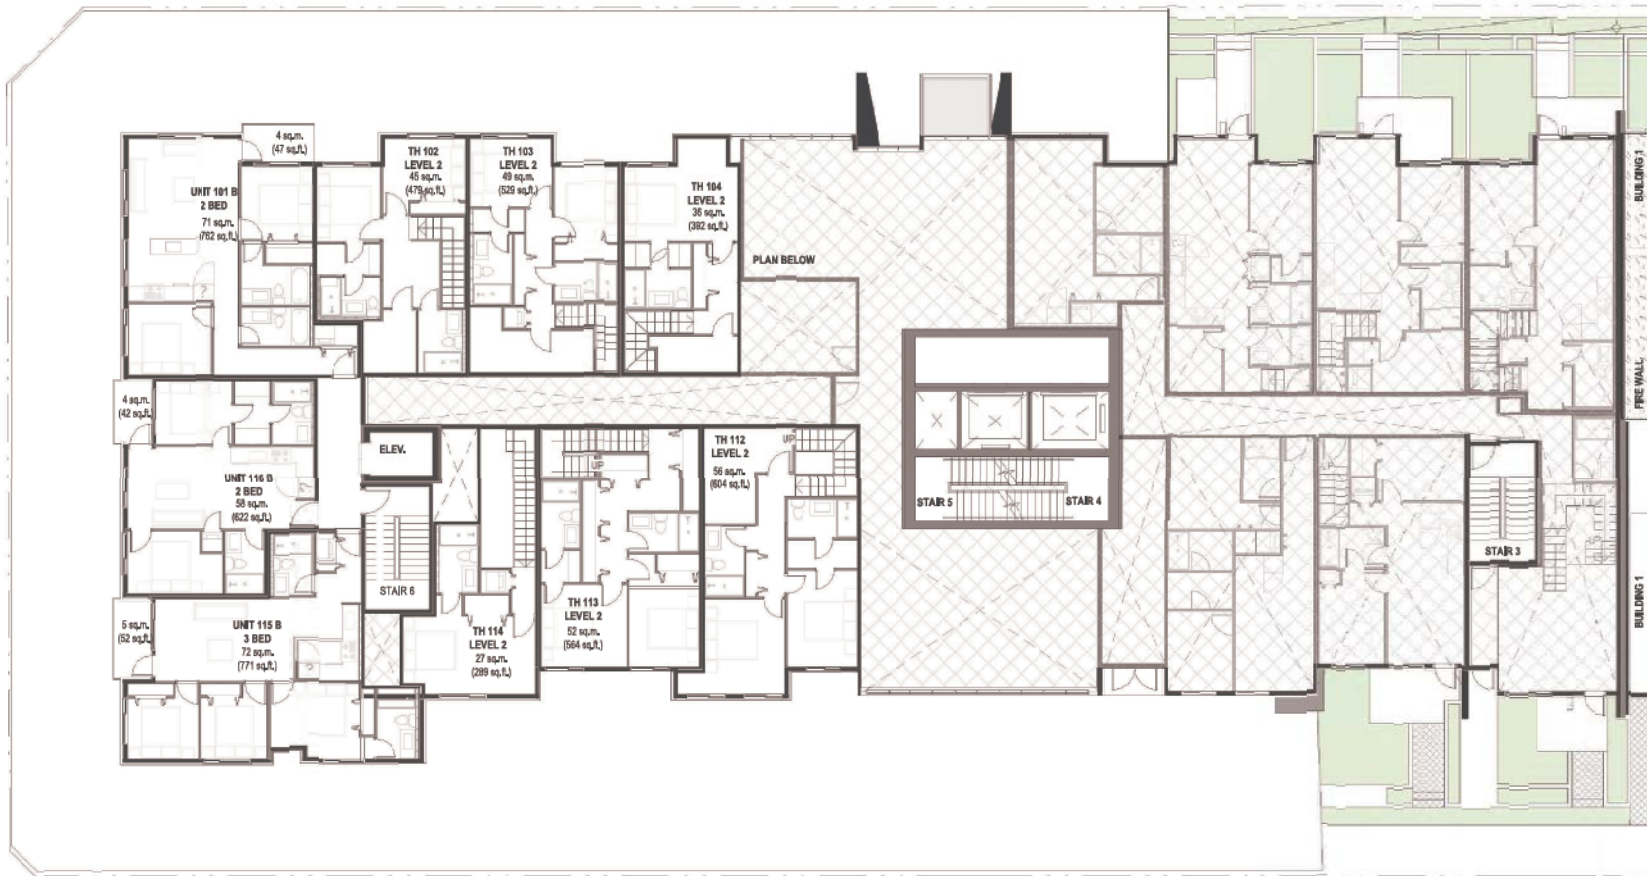 4 sq.m.
(47 sq.ft.)
UNIT 101 B
2 BED
71 sq.m.
(762 sq.ft.)
TH 102
LEVEL 2
45 sq.m.
(479 sq.ft.)
TH 103
LEVEL 2
49 sq.m.
(529 sq.ft.)
TH 104
LEVEL 2
36 sq.m.
(392 sq.ft.)
PLAN BELOW
BUILDING 1
FIRE WALL
4 sq.m.
(42 sq.ft.)
ELEV.
UNIT 116 B
2 BED
58 sq.m.
(622 sq.ft.)
UP
TH 112
LEVEL 2
56 sq.m.
(604 sq.ft.)
UP
STAIR 5
STAIR 4
STAIR 3
STAIR 6
5 sq.m.
(52 sq.ft.
UNIT 115 B
3 BED
72 sq.m.
(771 sq.ft.)
TH 114
LEVEL 2
27 sq.m.
(289 sq.ft.)
TH 113
LEVEL 2
52 sq.m.
(564 sq.ft.)
BUILDING 1